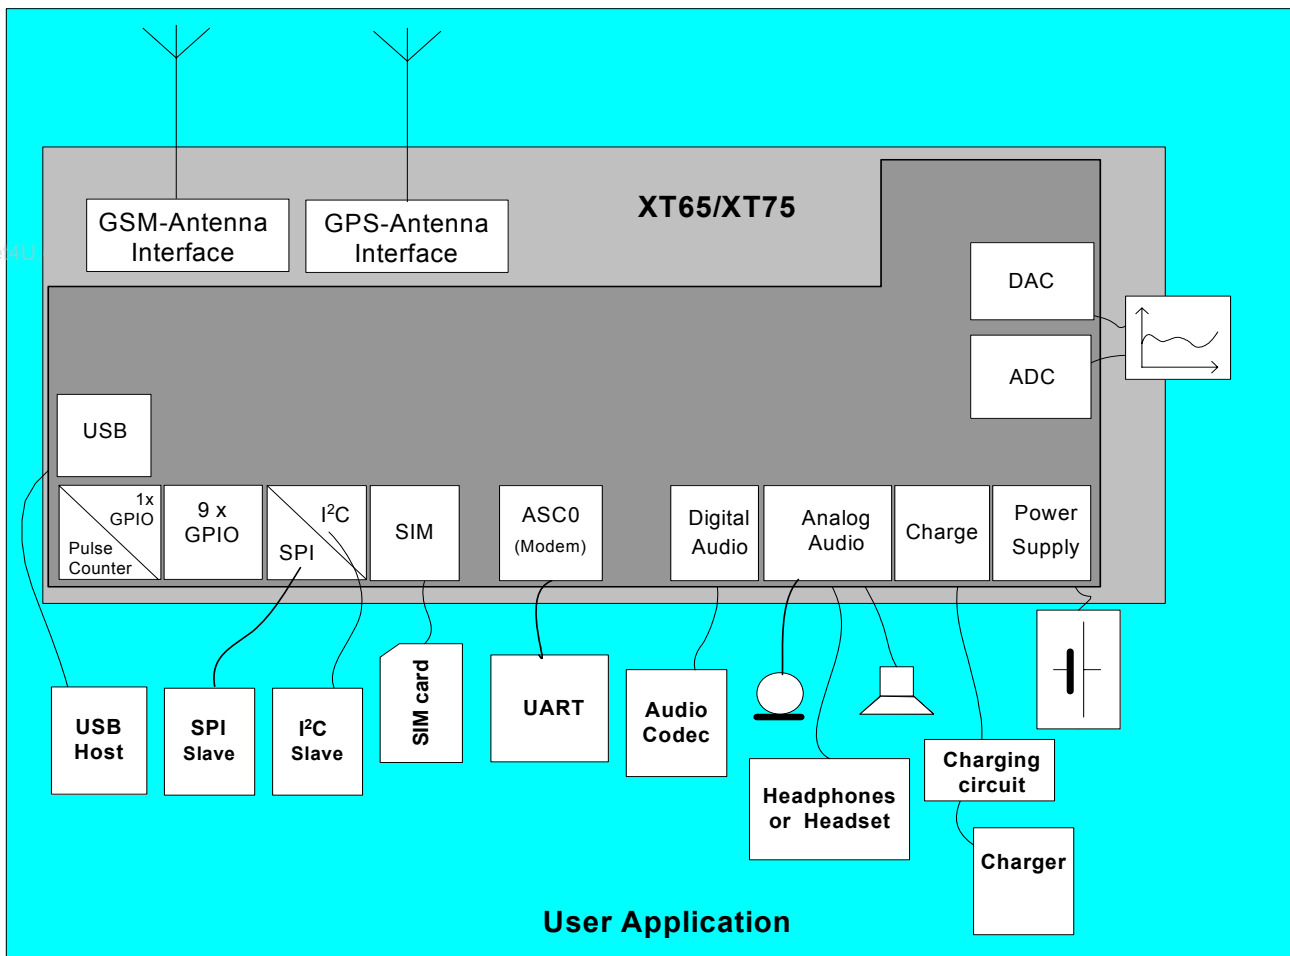 XT65/XT75
GSM-Antenna
Interface
GPS-Antenna
Interface
DAC
ADC
USB
1x
GPIO
Pulse
Counter
9 x
GPIO
I²C
SPI
SIM
ASC0
(Modem)
Digital
Audio
Analog
Audio
Charge
Power
Supply
USB
Host
SPI
Slave
I²C
Slave
SIM card
UART
Audio
Codec
Headphones
or Headset
Charging
circuit
Charger
User Application